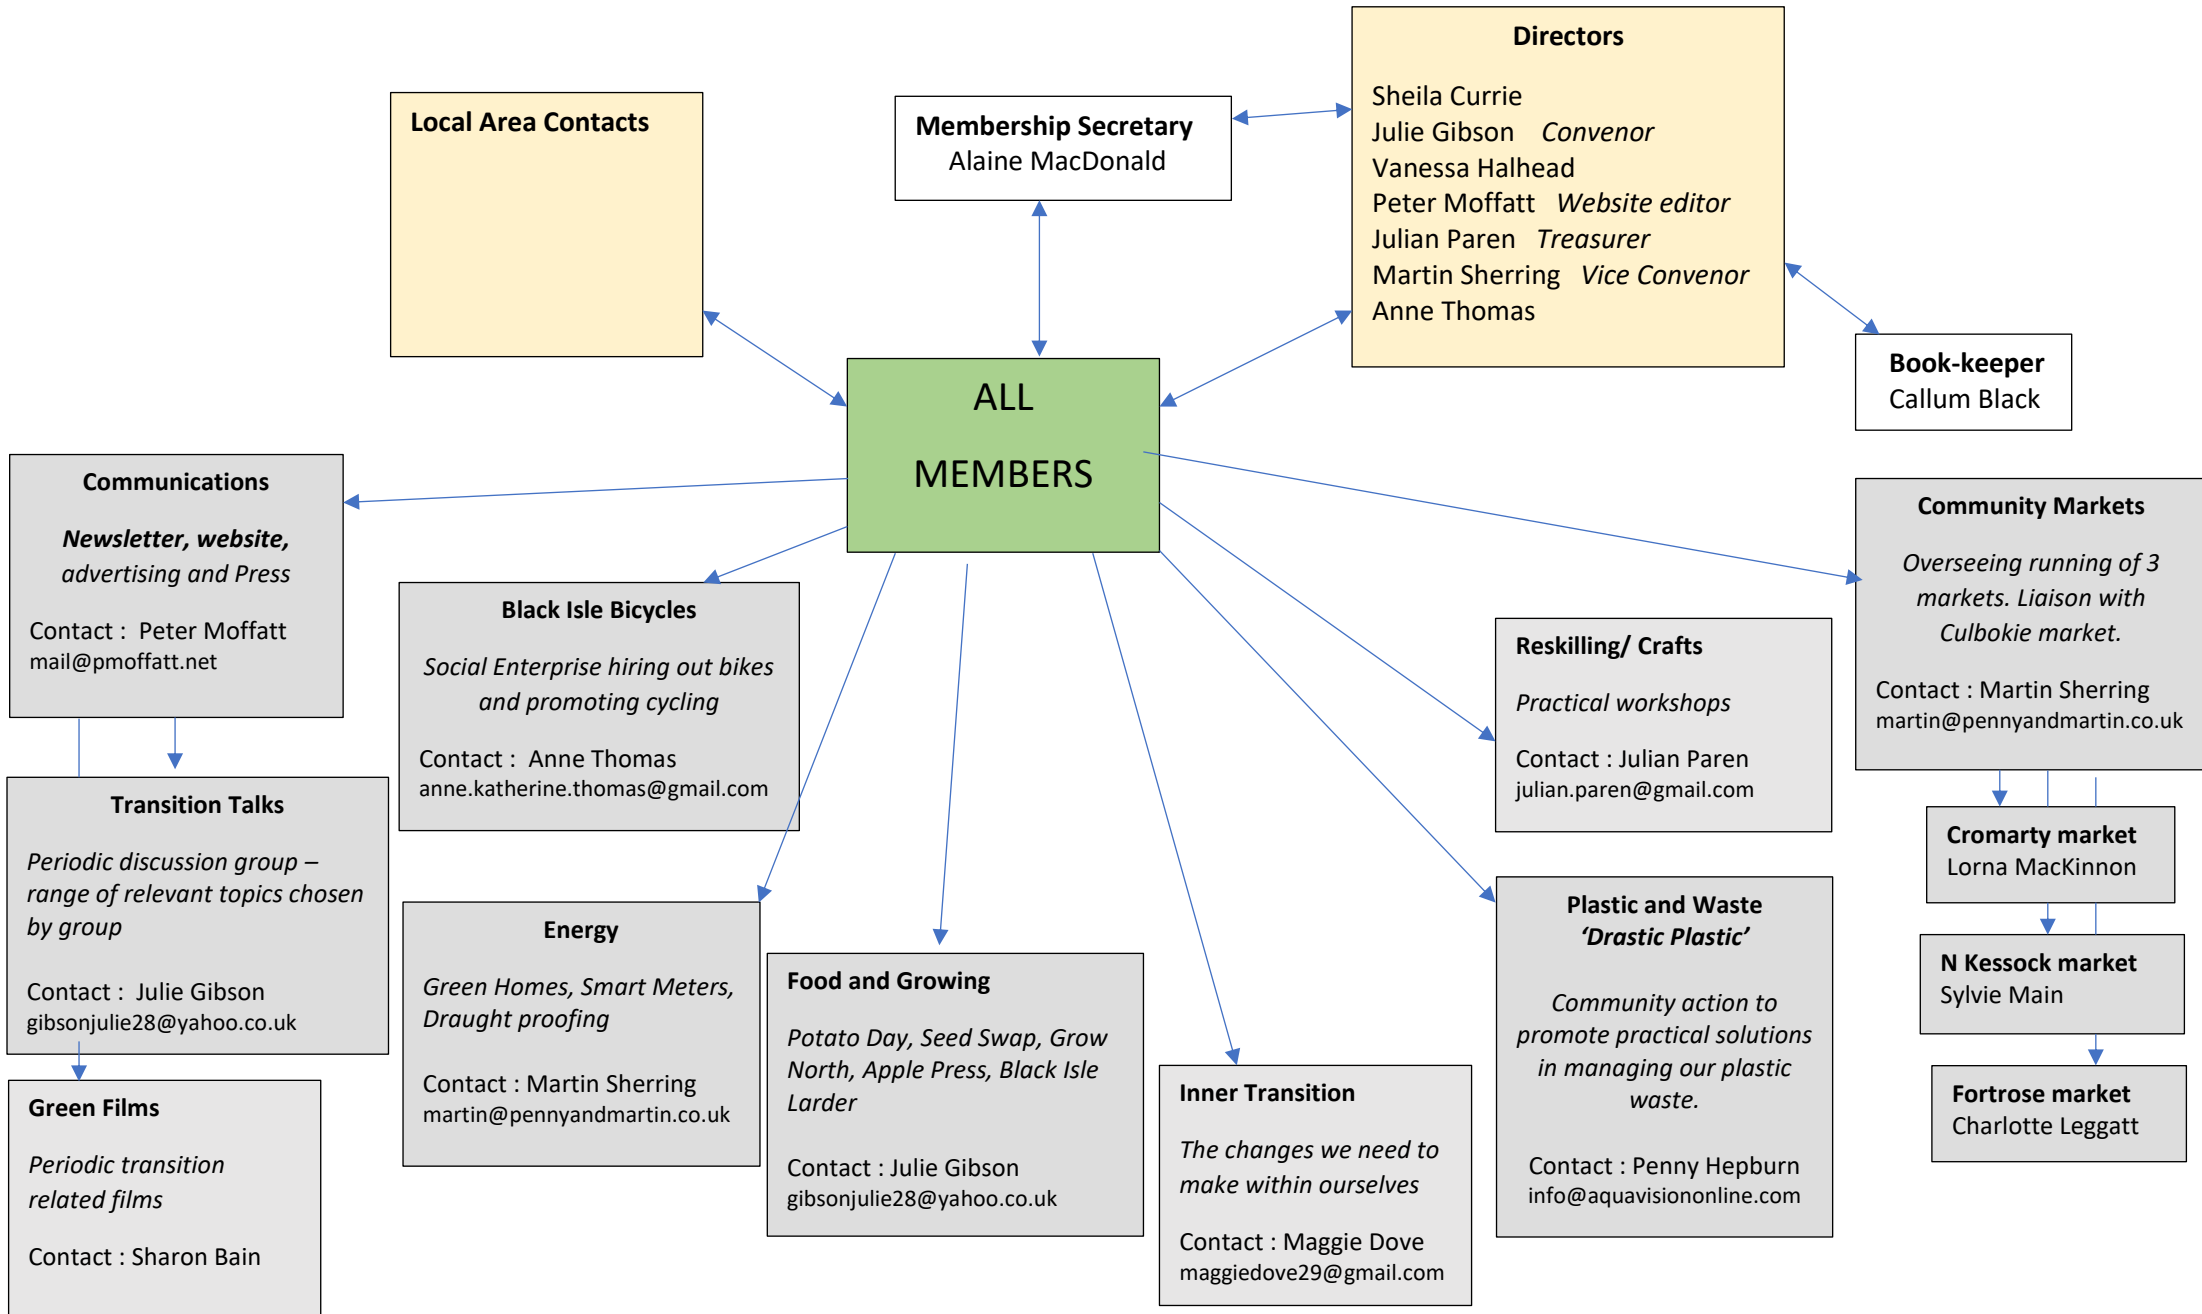 Directors
Sheila Currie
Julie Gibson Convenor
Vanessa Halhead
Peter Moffatt Website editor
Julian Paren Treasurer
Martin Sherring Vice Convenor
Anne Thomas
Local Area Contacts
Membership Secretary
Alaine MacDonald
Book-keeper
Callum Black
ALL
MEMBERS
Communications
Newsletter, website,
advertising and Press
Contact : Peter Moffatt
mail@pmoffatt.net
Black Isle Bicycles
Social Enterprise hiring out bikes
and promoting cycling
Contact : Anne Thomas
anne.katherine.thomas@gmail.com
Reskilling/ Crafts
Practical workshops
Contact : Julian Paren
julian.paren@gmail.com
Community Markets
Overseeing running of 3
markets. Liaison with
Culbokie market.
Contact : Martin Sherring
martin@pennyandmartin.co.uk
Transition Talks
Periodic discussion group –
range of relevant topics chosen
by group
Contact : Julie Gibson
gibsonjulie28@yahoo.co.uk
Energy
Green Homes, Smart Meters,
Draught proofing
Contact : Martin Sherring
martin@pennyandmartin.co.uk
Food and Growing
Potato Day, Seed Swap, Grow
North, Apple Press, Black Isle
Larder
Contact : Julie Gibson
gibsonjulie28@yahoo.co.uk
Inner Transition
The changes we need to
make within ourselves
Contact : Maggie Dove
maggiedove29@gmail.com
Plastic and Waste
‘Drastic Plastic’
Community action to
promote practical solutions
in managing our plastic
waste.
Contact : Penny Hepburn
info@aquavisiononline.com
Cromarty market
Lorna MacKinnon
N Kessock market
Sylvie Main
Fortrose market
Charlotte Leggatt
Green Films
Periodic transition
related films
Contact : Sharon Bain